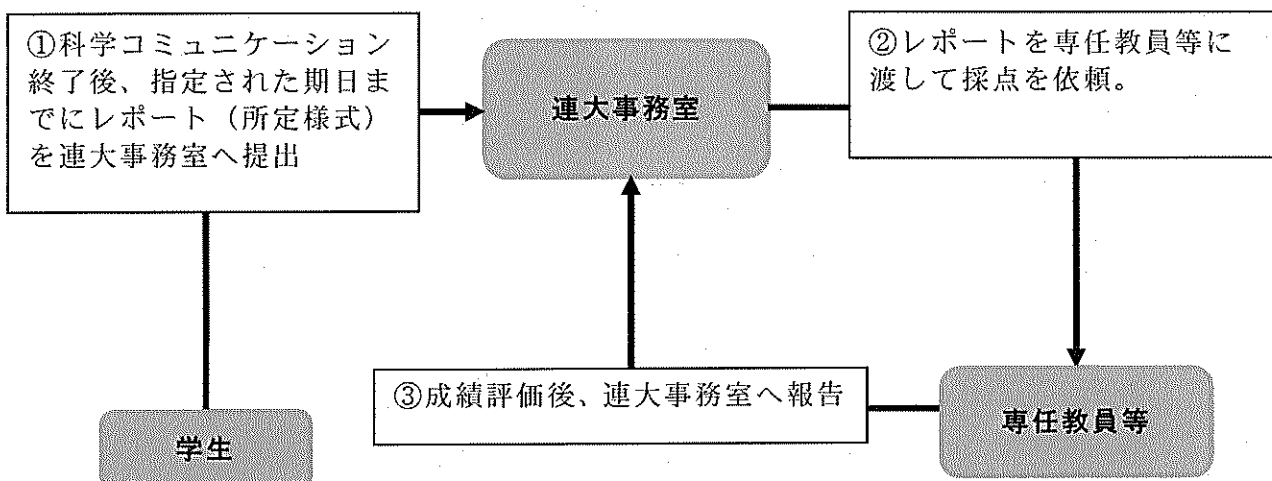 ①科学コミュニケーション
終了後、指定された期日ま
でにレポート（所定様式）
を連大事務室へ提出
連大事務室
②レポートを専任教員等に
渡して採点を依頼。
③成績評価後、連大事務室へ報告
専任教員等
学生